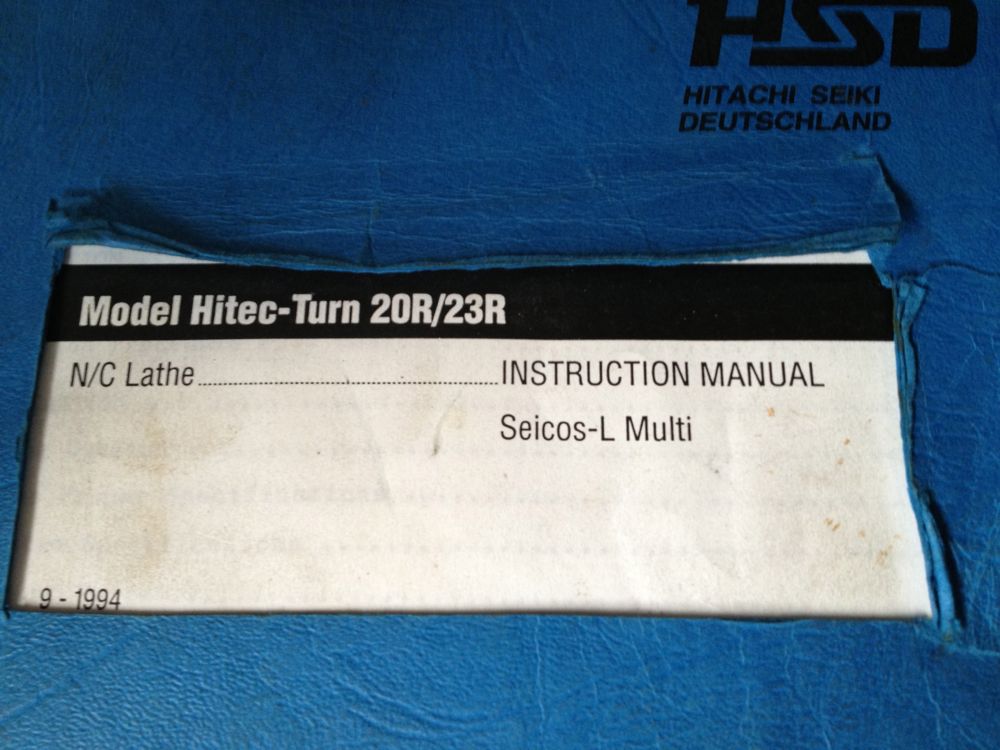 HSD
HITACHI SEIKI
DEUTSCHLAND
Model Hitec-Turn 20R/23R
N/C Lathe........................................INSTRUCTION MANUAL
Seicos-L Multi
9 - 1994